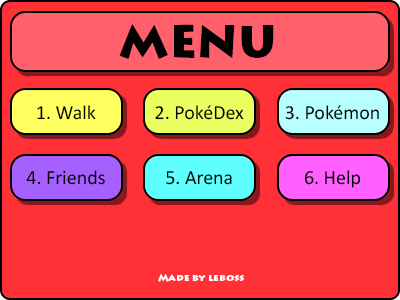 MENU
1. Walk
2. PokéDex
3. Pokémon
4. Friends
5. Arena
6. Help
Made by leboss